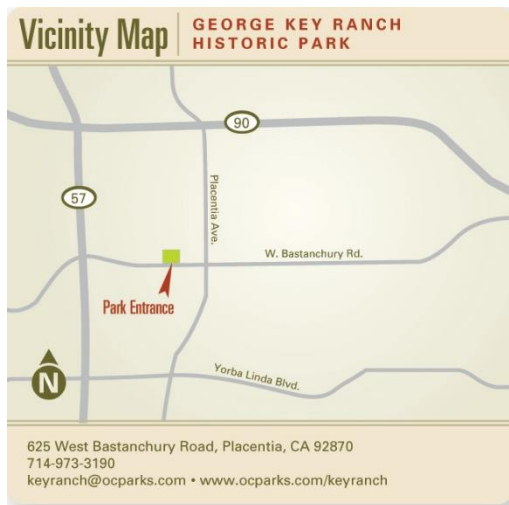 Vicinity Map
GEORGE KEY RANCH
HISTORIC PARK
90
57
Placentia Ave.
W. Bastanchury Rd.
Park Entrance
Yorba Linda Blvd.
N
625 West Bastanchury Road, Placentia, CA 92870
714-973-3190
keyranch@ocparks.com • www.ocparks.com/keyranch